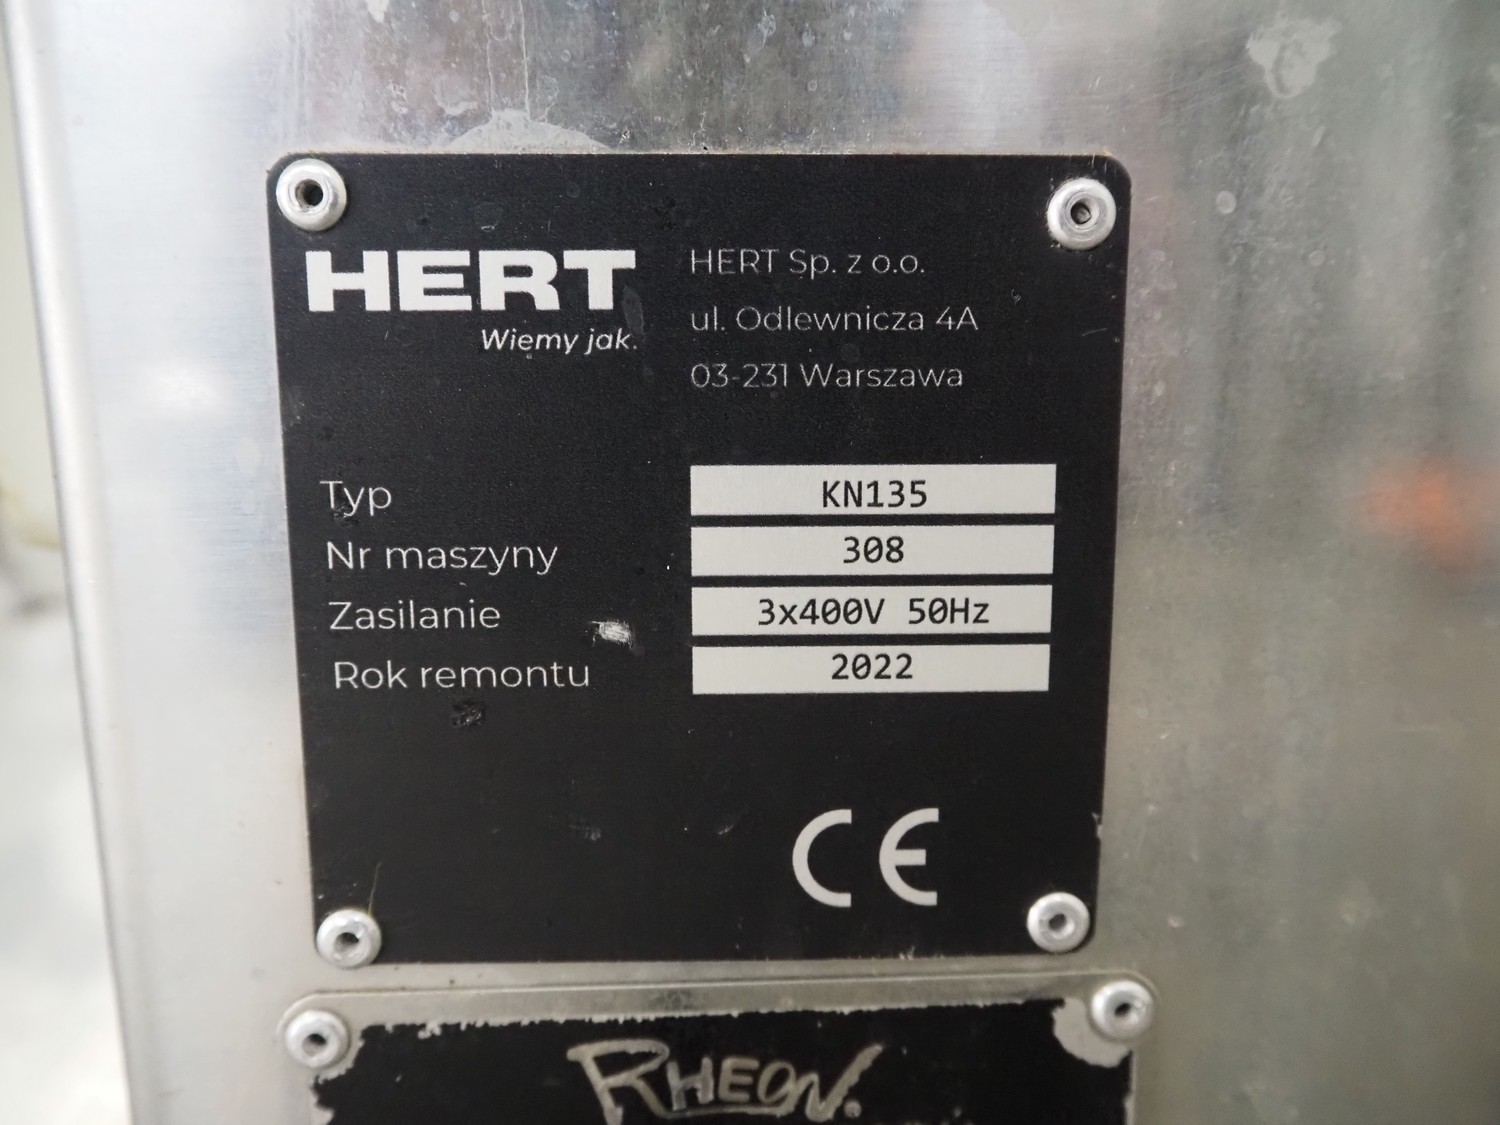 HERT
Wiemy jak.
HERT Sp. z o.o.
ul. Odlewnicza 4A
03-231 Warszawa
Typ KN135
Nr maszyny 308
Zasilanie 3x400V 50Hz
Rok remontu 2022
CE
RHEON